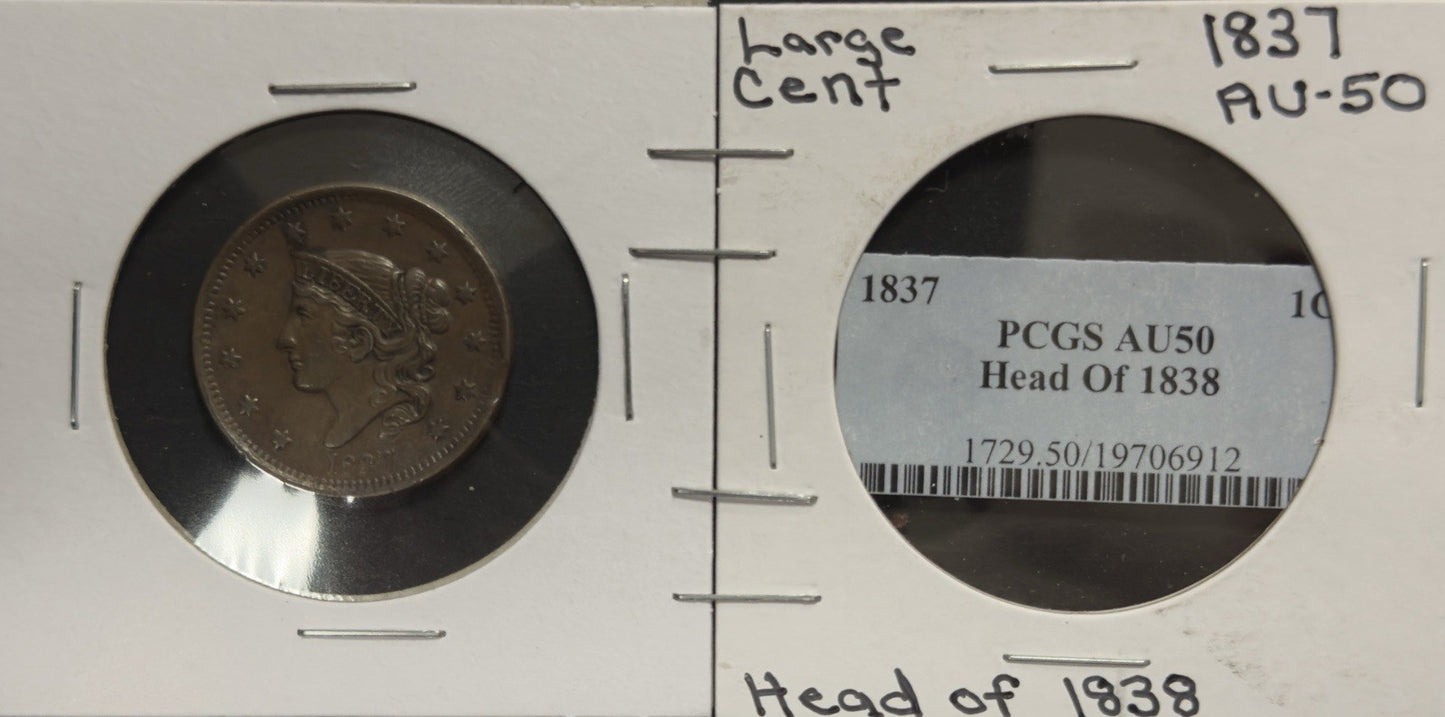 Large
Cent
1837
AU-50
LIBERTY
1837
1C
PCGS AU50
Head Of 1838
1729.50/19706912
Head of 1838